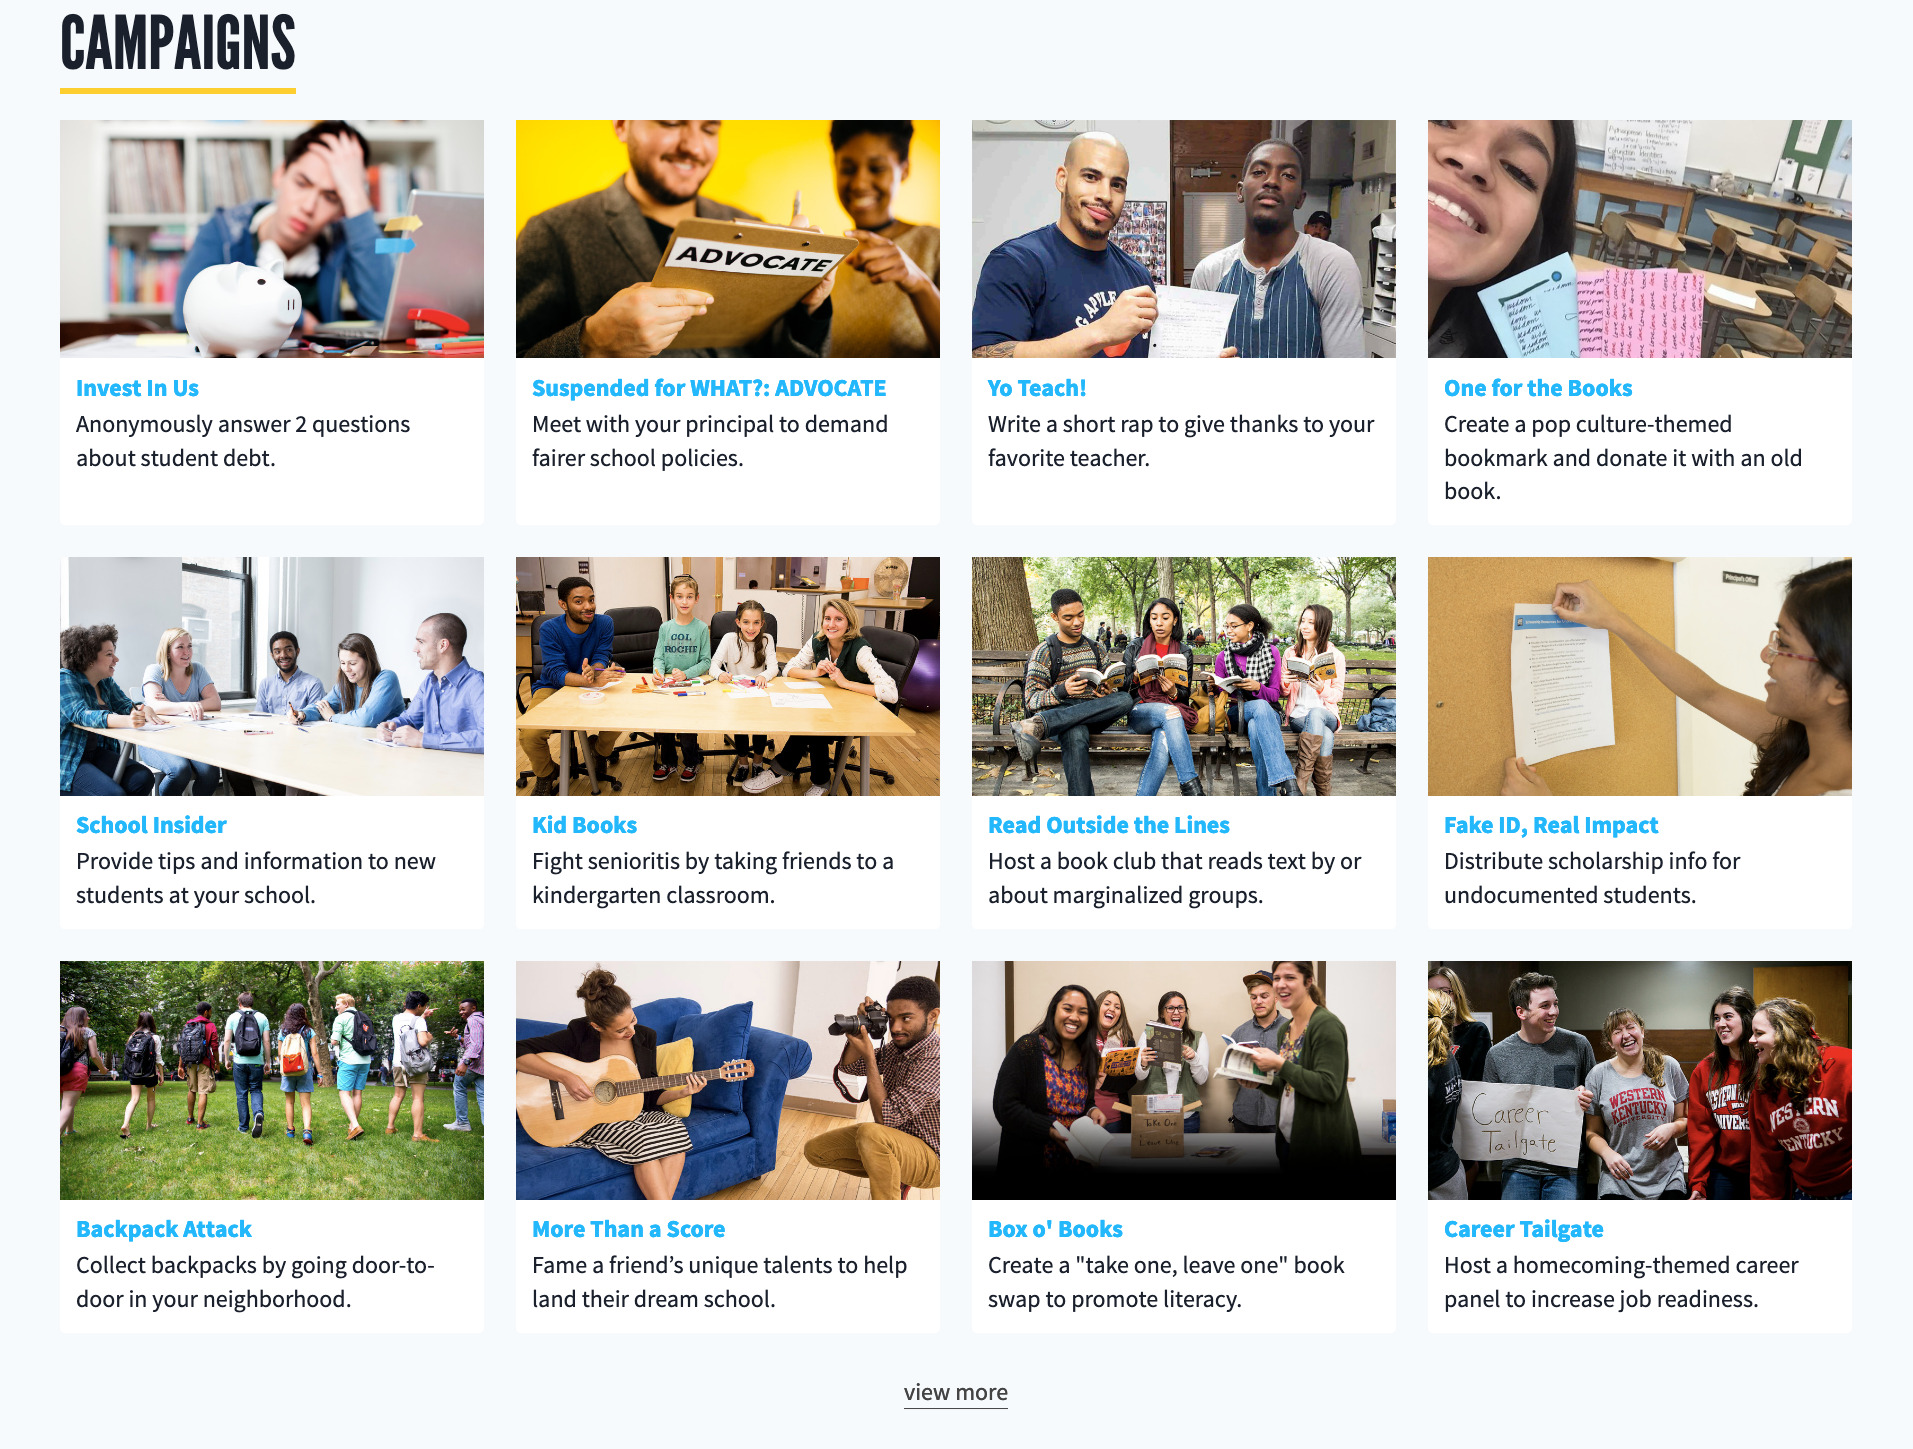 CAMPAIGNS
ADVOCATE
Invest In Us
Anonymously answer 2 questions
about student debt.
Suspended for WHAT?: ADVOCATE
Meet with your principal to demand
fairer school policies.
Yo Teach!
Write a short rap to give thanks to your
favorite teacher.
One for the Books
Create a pop culture-themed
bookmark and donate it with an old
book.
Principal's Office
School Insider
Provide tips and information to new
students at your school.
Kid Books
Fight senioritis by taking friends to a
kindergarten classroom.
Read Outside the Lines
Host a book club that reads text by or
about marginalized groups.
Fake ID, Real Impact
Distribute scholarship info for
undocumented students.
Take One
Leave One
Career
Tailgate
WESTERN
KENTUCKY
WESTERN
KENTUCKY
Backpack Attack
Collect backpacks by going door-to-
door in your neighborhood.
More Than a Score
Fame a friend’s unique talents to help
land their dream school.
Box o' Books
Create a "take one, leave one" book
swap to promote literacy.
Career Tailgate
Host a homecoming-themed career
panel to increase job readiness.
view more